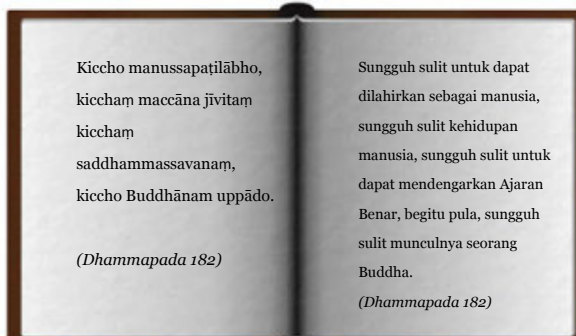 Kiccho manussapaṭilābho,
kicchaṃ maccāna jīvitaṃ
kicchaṃ
saddhammassavanaṃ,
kiccho Buddhānam uppādo.
(Dhammapada 182)
Sungguh sulit untuk dapat
dilahirkan sebagai manusia,
sungguh sulit kehidupan
manusia, sungguh sulit untuk
dapat mendengarkan Ajaran
Benar, begitu pula, sungguh
sulit munculnya seorang
Buddha.
(Dhammapada 182)